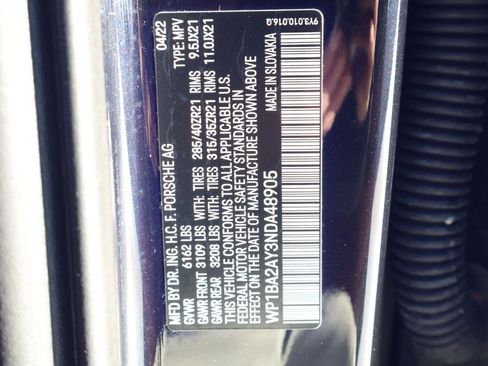 MFD BY DR. ING. H.C. F. PORSCHE AG 04/22
GVWR 6162 LBS TYPE: MPV
GAWR FRONT 3109 LBS WITH: TIRES 285/40ZR21 RIMS 9.5JX21
GAWR REAR 3208 LBS WITH: TIRES 315/35ZR21 RIMS 11.0JX21
THIS VEHICLE CONFORMS TO ALL APPLICABLE U.S.
FEDERAL MOTOR VEHICLE SAFETY STANDARDS IN
EFFECT ON DATE OF MANUFACTURE SHOWN ABOVE
WP1BA2AY3NDA48905 MADE IN SLOVAKIA
9Y3.010.016.Q